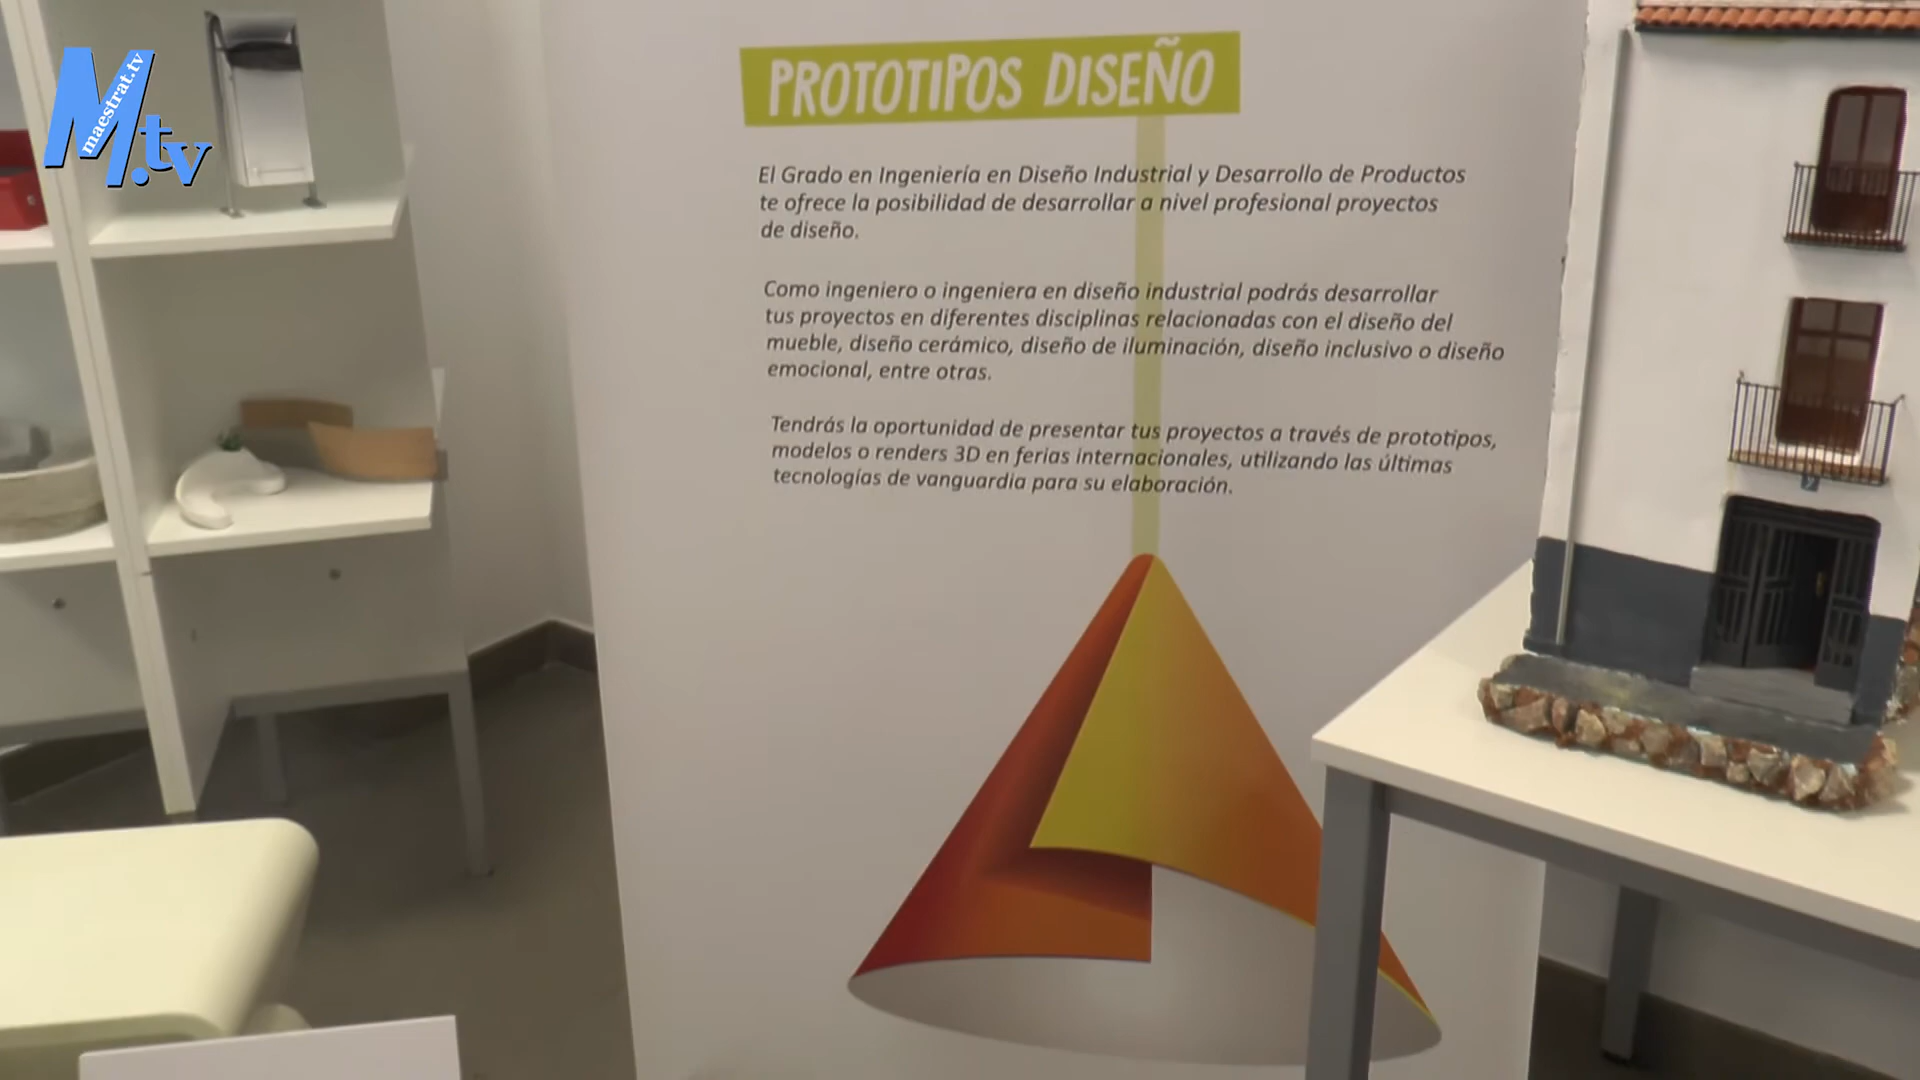 maestrat.tv
M.tv
PROTOTIPOS DISEÑO
El Grado en Ingeniería en Diseño Industrial y Desarrollo de Productos
te ofrece la posibilidad de desarrollar a nivel profesional proyectos
de diseño.
Como ingeniero o ingeniera en diseño industrial podrás desarrollar
tus proyectos en diferentes disciplinas relacionadas con el diseño del
mueble, diseño cerámico, diseño de iluminación, diseño inclusivo o diseño
emocional, entre otras.
Tendrás la oportunidad de presentar tus proyectos a través de prototipos,
modelos o renders 3D en ferias internacionales, utilizando las últimas
tecnologías de vanguardia para su elaboración.